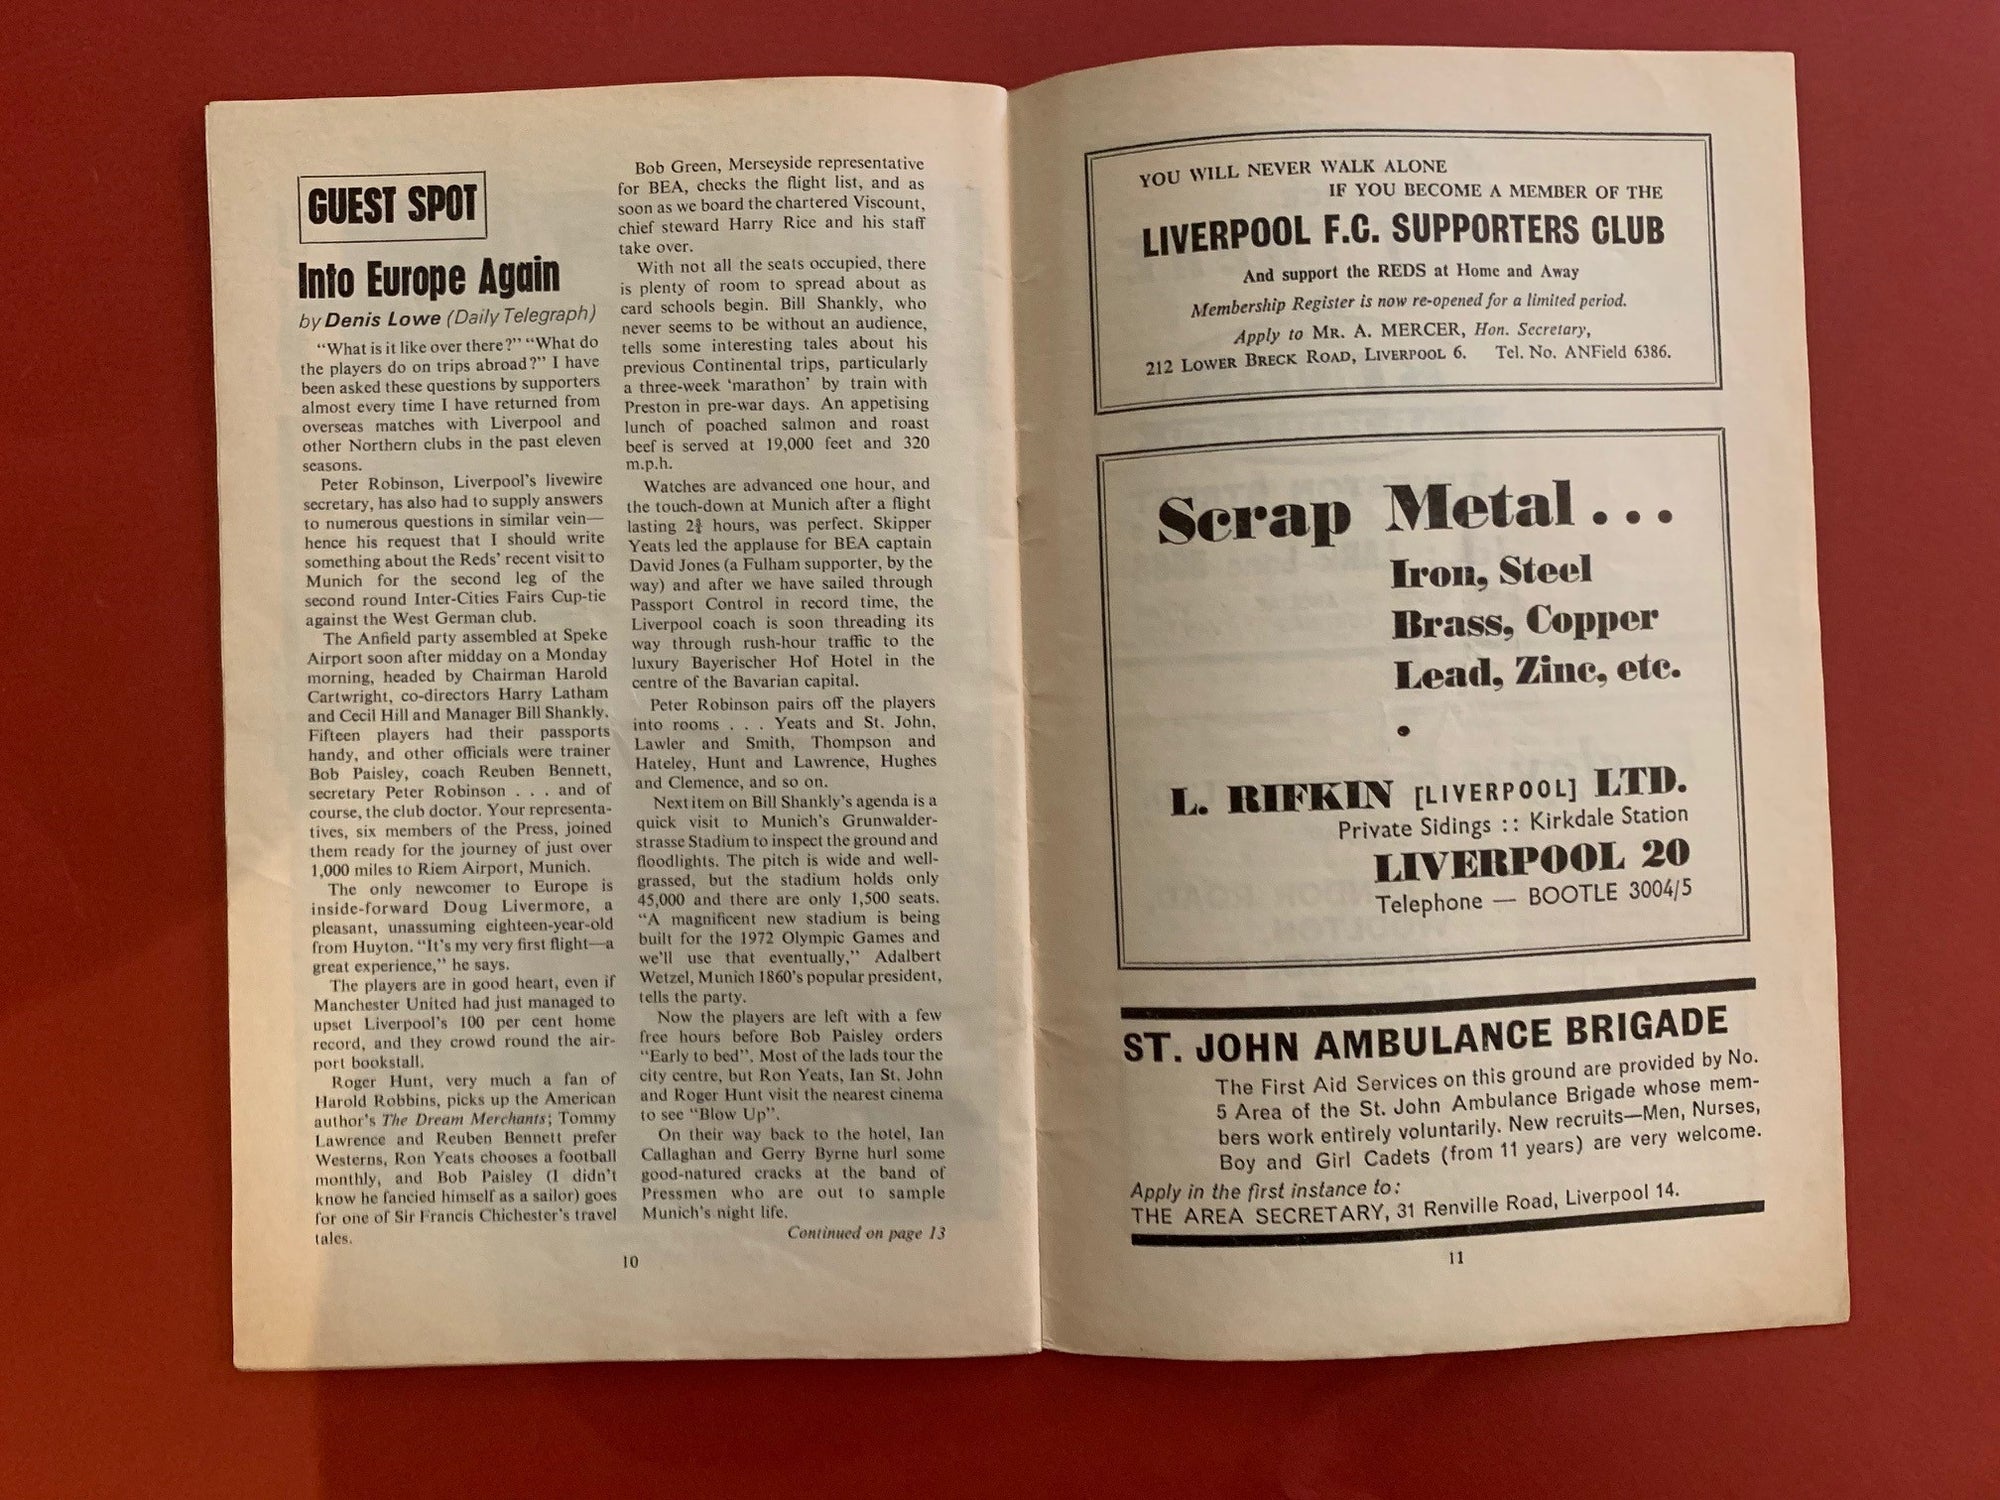 GUEST SPOT
Into Europe Again
by Denis Lowe (Daily Telegraph)
"What is it like over there?" "What do
the players do on trips abroad?" I have
been asked these questions by supporters
almost every time I have returned from
overseas matches with Liverpool and
other Northern clubs in the past eleven
seasons.
Peter Robinson, Liverpool's livewire
secretary, has also had to supply answers
to numerous questions in similar vein—
hence his request that I should write
something about the Reds' recent visit to
Munich for the second leg of the
second round Inter-Cities Fairs Cup-tie
against the West German club.
The Anfield party assembled at Speke
Airport soon after midday on a Monday
morning, headed by Chairman Harold
Cartwright, co-directors Harry Latham
and Cecil Hill and Manager Bill Shankly.
Fifteen players had their passports
handy, and other officials were trainer
Bob Paisley, coach Reuben Bennett,
secretary Peter Robinson . . . and of
course, the club doctor. Your representa-
tives, six members of the Press, joined
them ready for the journey of just over
1,000 miles to Riem Airport, Munich.
The only newcomer to Europe is
inside-forward Doug Livermore, a
pleasant, unassuming eighteen-year-old
from Huyton. "It's my very first flight—a
great experience," he says.
The players are in good heart, even if
Manchester United had just managed to
upset Liverpool's 100 per cent home
record, and they crowd round the air-
port bookstall.
Roger Hunt, very much a fan of
Harold Robbins, picks up the American
author's The Dream Merchants; Tommy
Lawrence and Reuben Bennett prefer
Westerns, Ron Yeats chooses a football
monthly, and Bob Paisley (I didn't
know he fancied himself as a sailor) goes
for one of Sir Francis Chichester's travel
tales.
Bob Green, Merseyside representative
for BEA, checks the flight list, and as
soon as we board the chartered Viscount,
chief steward Harry Rice and his staff
take over.
With not all the seats occupied, there
is plenty of room to spread about as
card schools begin. Bill Shankly, who
never seems to be without an audience,
tells some interesting tales about his
previous Continental trips, particularly
a three-week 'marathon' by train with
Preston in pre-war days. An appetising
lunch of poached salmon and roast
beef is served at 19,000 feet and 320
m.p.h.
Watches are advanced one hour, and
the touch-down at Munich after a flight
lasting 2¾ hours, was perfect. Skipper
Yeats led the applause for BEA captain
David Jones (a Fulham supporter, by the
way) and after we have sailed through
Passport Control in record time, the
Liverpool coach is soon threading its
way through rush-hour traffic to the
luxury Bayerischer Hof Hotel in the
centre of the Bavarian capital.
Peter Robinson pairs off the players
into rooms . . . Yeats and St. John,
Lawler and Smith, Thompson and
Hateley, Hunt and Lawrence, Hughes
and Clemence, and so on.
Next item on Bill Shankly's agenda is a
quick visit to Munich's Grunwalder-
strasse Stadium to inspect the ground and
floodlights. The pitch is wide and well-
grassed, but the stadium holds only
45,000 and there are only 1,500 seats.
"A magnificent new stadium is being
built for the 1972 Olympic Games and
we'll use that eventually," Adalbert
Wetzel, Munich 1860's popular president,
tells the party.
Now the players are left with a few
free hours before Bob Paisley orders
"Early to bed". Most of the lads tour the
city centre, but Ron Yeats, Ian St. John
and Roger Hunt visit the nearest cinema
to see "Blow Up".
On their way back to the hotel, Ian
Callaghan and Gerry Byrne hurl some
good-natured cracks at the band of
Pressmen who are out to sample
Munich's night life.
Continued on page 13
10
YOU WILL NEVER WALK ALONE
IF YOU BECOME A MEMBER OF THE
LIVERPOOL F.C. SUPPORTERS CLUB
And support the REDS at Home and Away
Membership Register is now re-opened for a limited period.
Apply to MR. A. MERCER, Hon. Secretary,
212 LOWER BRECK ROAD, LIVERPOOL 6. Tel. No. ANField 6386.
Scrap Metal . . .
Iron, Steel
Brass, Copper
Lead, Zinc, etc.
•
L. RIFKIN [LIVERPOOL] LTD.
Private Sidings :: Kirkdale Station
LIVERPOOL 20
Telephone — BOOTLE 3004/5
ST. JOHN AMBULANCE BRIGADE
The First Aid Services on this ground are provided by No.
5 Area of the St. John Ambulance Brigade whose mem-
bers work entirely voluntarily. New recruits—Men, Nurses,
Boy and Girl Cadets (from 11 years) are very welcome.
Apply in the first instance to:
THE AREA SECRETARY, 31 Renville Road, Liverpool 14.
11